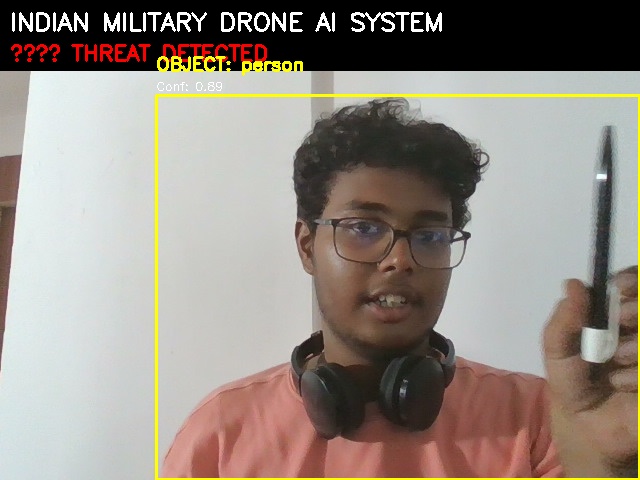 INDIAN MILITARY DRONE AI SYSTEM
???? THREAT DETECTED
OBJECT: person
Conf: 0.89